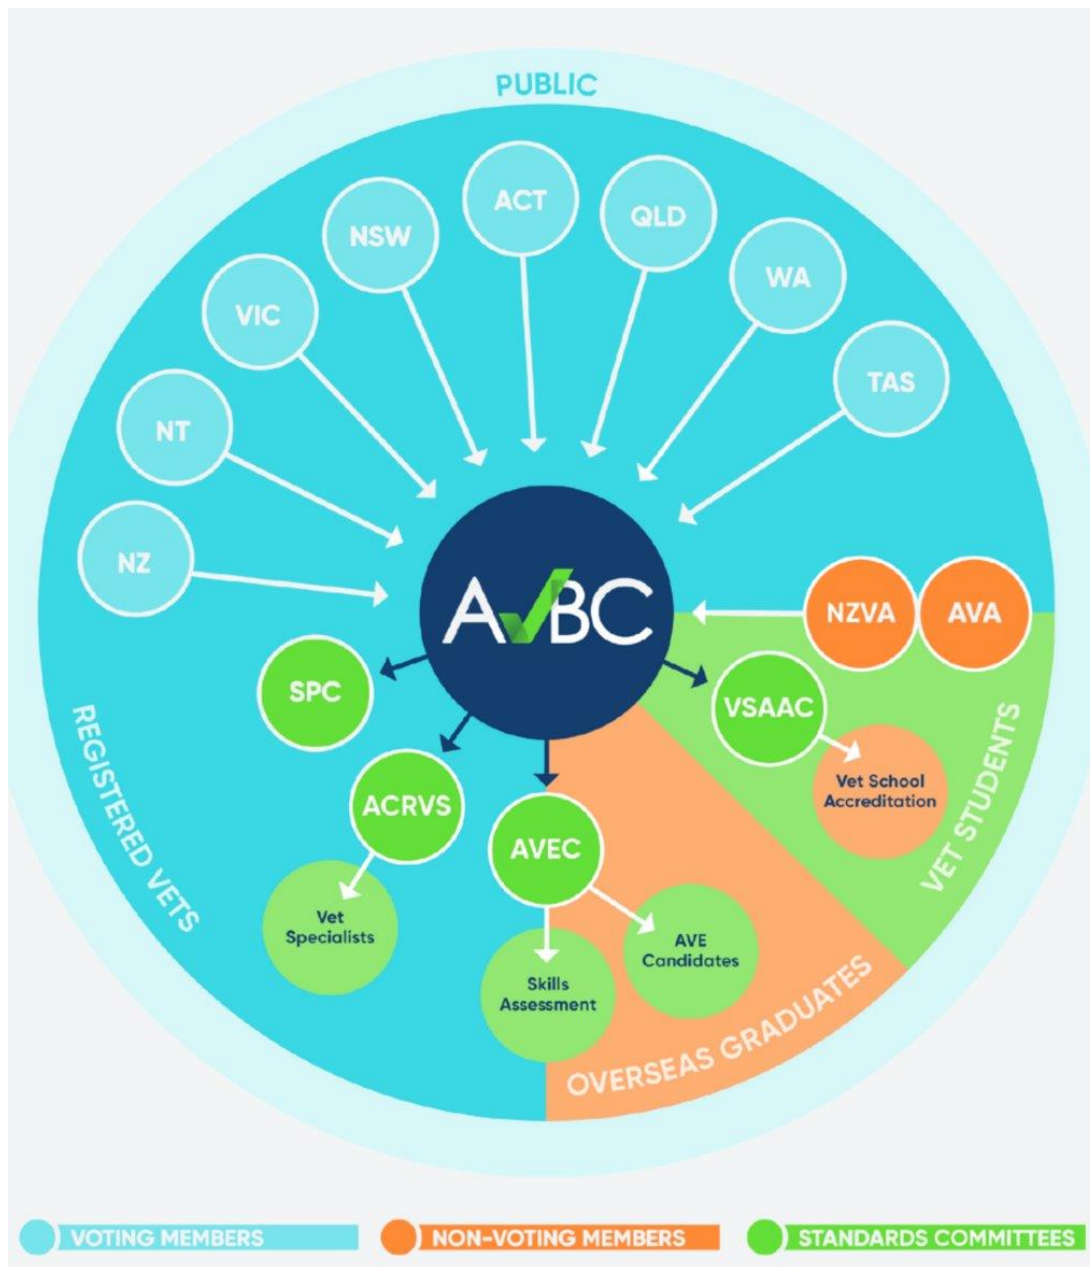 PUBLIC
ACT
QLD
NSW
WA
VIC
TAS
NT
NZ
AVBC
NZVA
AVA
SPC
VSAAC
ACRVS
AVEC
Vet School
Accreditation
Vet
Specialists
AVE
Candidates
Skills
Assessment
REGISTERED VETS
VET STUDENTS
OVERSEAS GRADUATES
VOTING MEMBERS
NON-VOTING MEMBERS
STANDARDS COMMITTEES